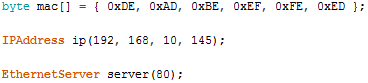 byte mac[] = { 0xDE, 0xAD, 0xBE, 0xEF, 0xFE, 0xED };
IPAddress ip(192, 168, 10, 145);
EthernetServer server(80);